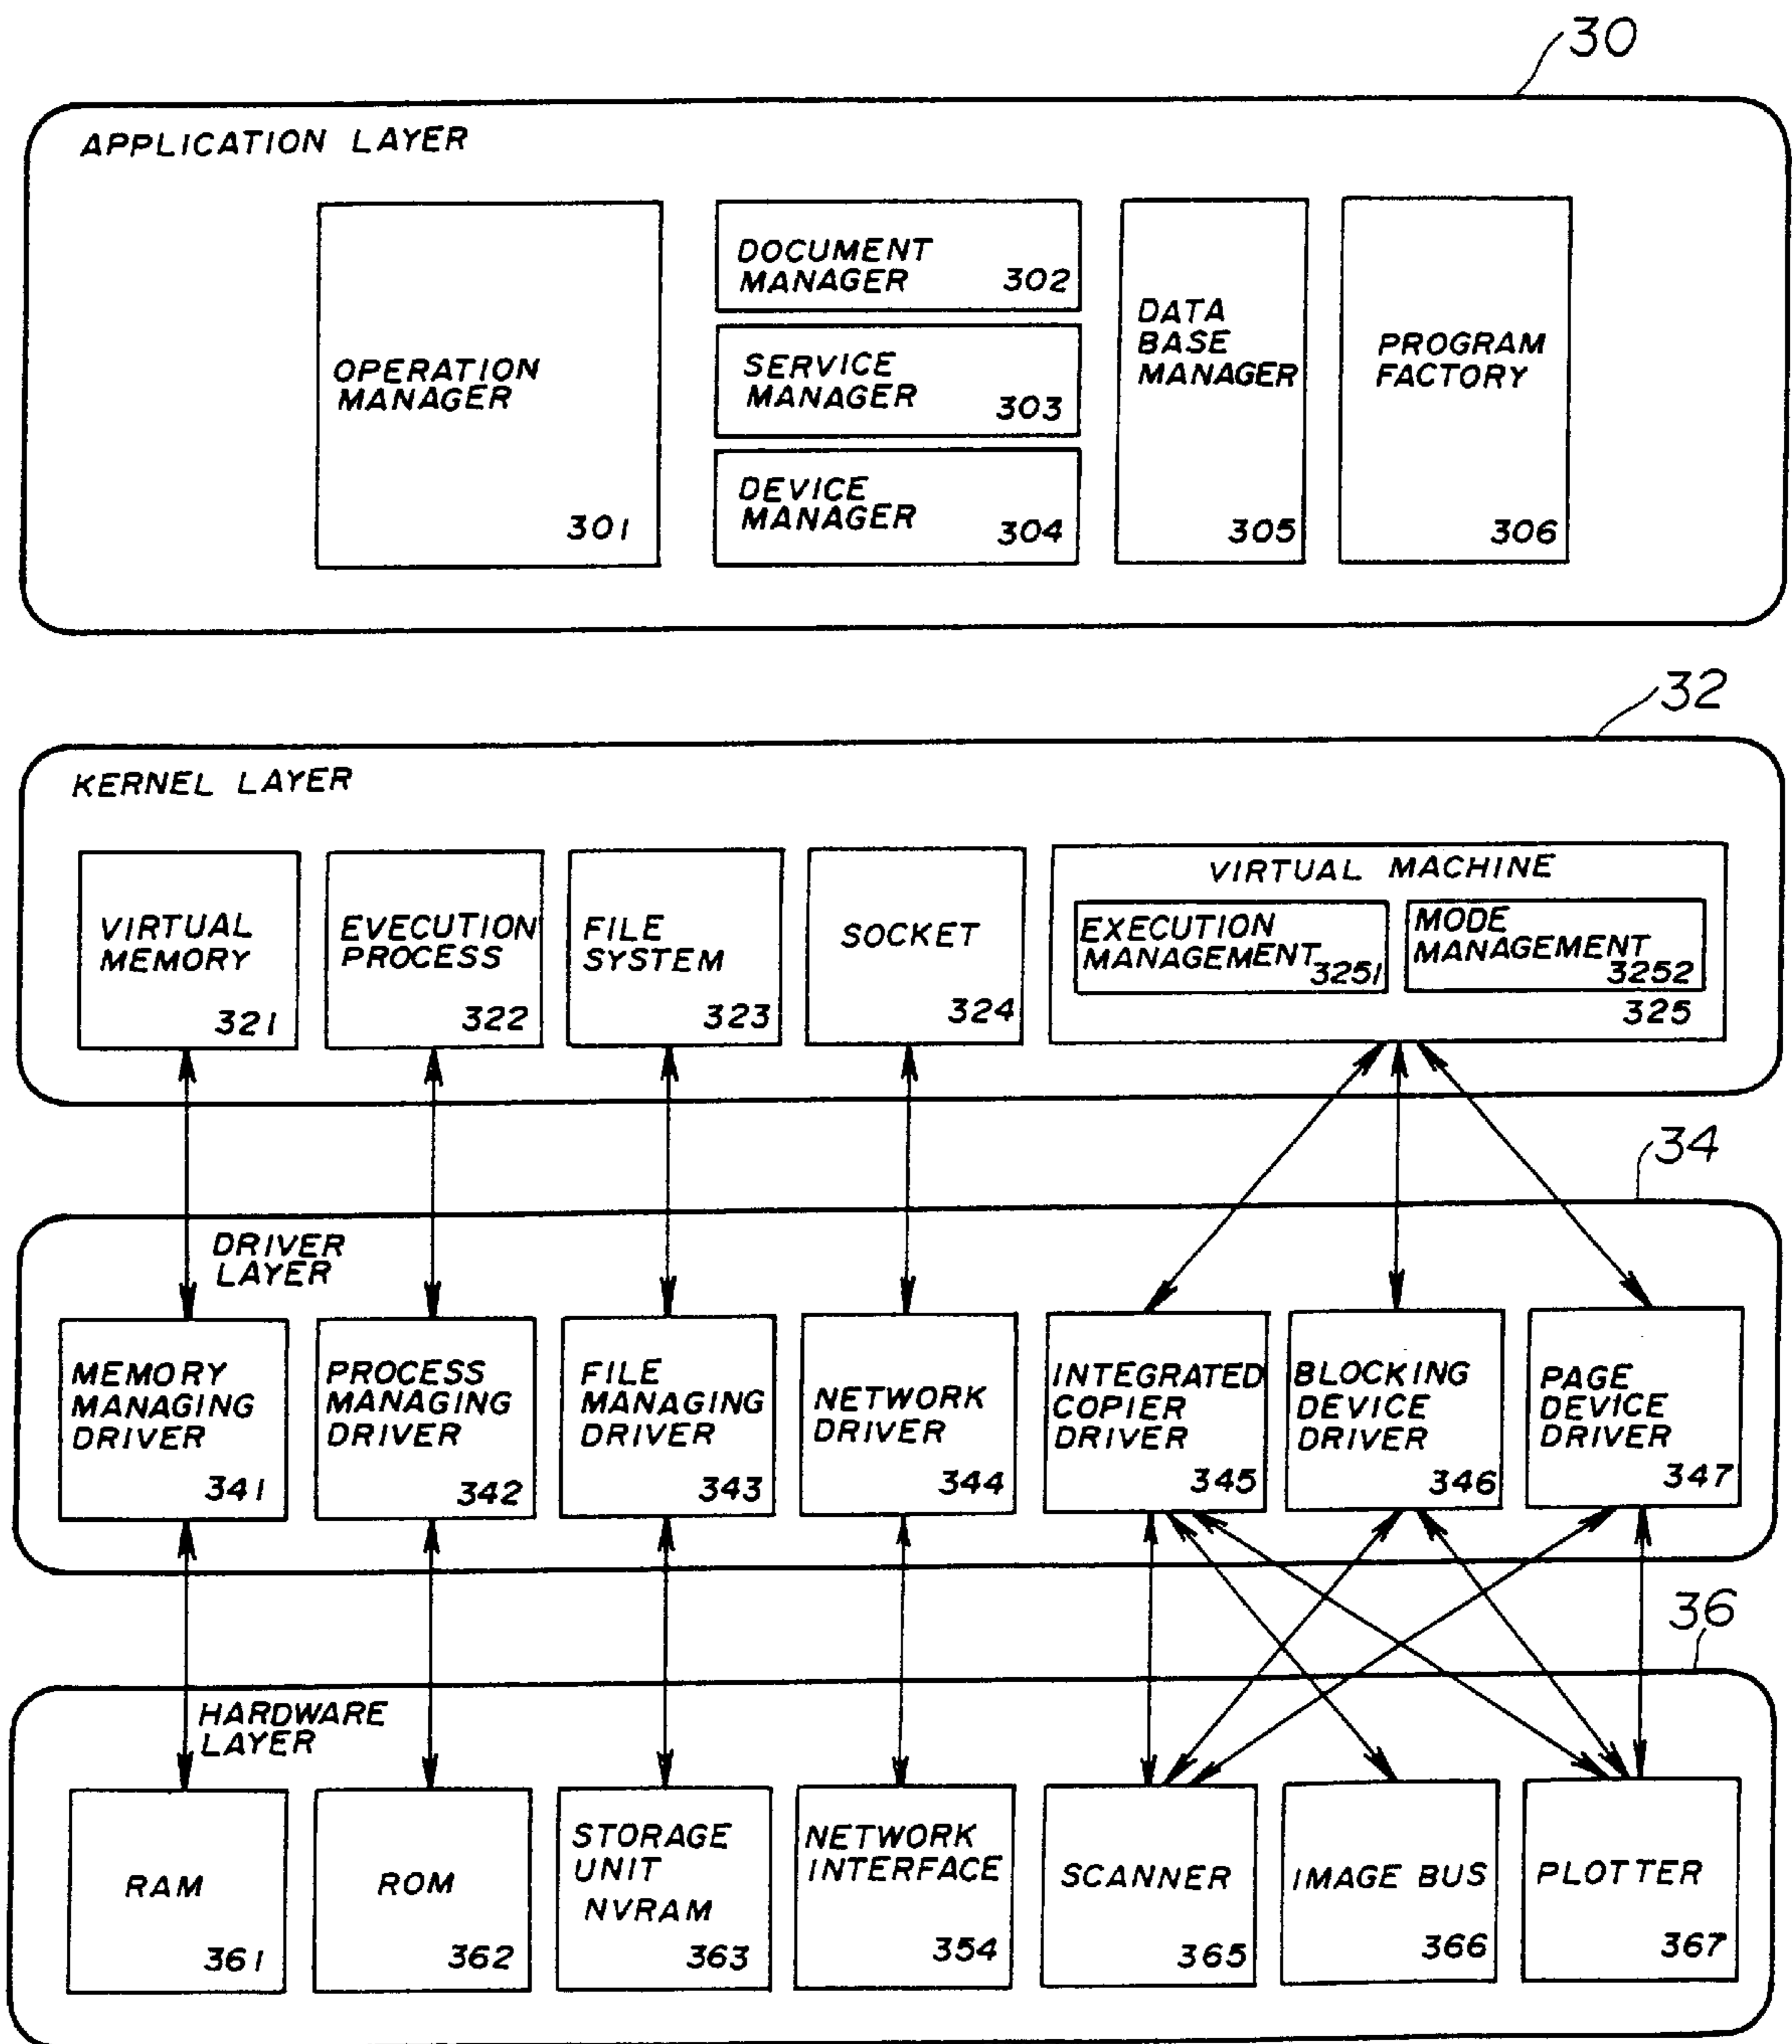 30
APPLICATION LAYER
OPERATION
MANAGER
301
DOCUMENT
MANAGER 302
SERVICE
MANAGER 303
DEVICE
MANAGER 304
DATA
BASE
MANAGER
305
PROGRAM
FACTORY
306
32
KERNEL LAYER
VIRTUAL
MEMORY
321
EVECUTION
PROCESS
322
FILE
SYSTEM
323
SOCKET
324
VIRTUAL MACHINE
EXECUTION
MANAGEMENT 3251
MODE
MANAGEMENT
3252
325
34
DRIVER
LAYER
MEMORY
MANAGING
DRIVER
341
PROCESS
MANAGING
DRIVER
342
FILE
MANAGING
DRIVER
343
NETWORK
DRIVER
344
INTEGRATED
COPIER
DRIVER
345
BLOCKING
DEVICE
DRIVER
346
PAGE
DEVICE
DRIVER
347
36
HARDWARE
LAYER
RAM
361
ROM
362
STORAGE
UNIT
NVRAM
363
NETWORK
INTERFACE
354
SCANNER
365
IMAGE BUS
366
PLOTTER
367